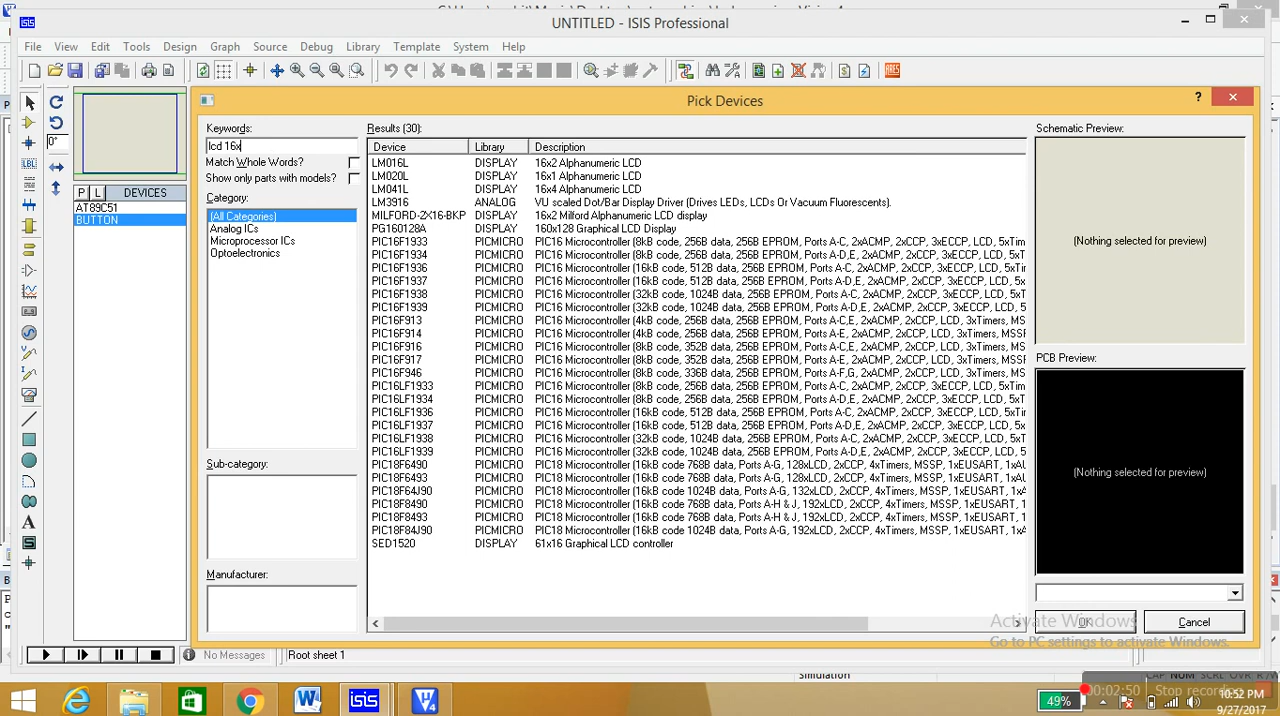 UNTITLED - ISIS Professional
File View Edit Tools Design Graph Source Debug Library Template System Help
Pick Devices
Keywords:
lcd 16x
Match Whole Words?
Show only parts with models?
Category:
(All Categories)
Analog ICs
Microprocessor ICs
Optoelectronics
Sub-category:
Manufacturer:
0°
P L DEVICES
AT89C51
BUTTON
Results (30):
Device Library Description
LM016L DISPLAY 16x2 Alphanumeric LCD
LM020L DISPLAY 16x1 Alphanumeric LCD
LM041L DISPLAY 16x4 Alphanumeric LCD
LM3916 ANALOG VU scaled Dot/Bar Display Driver (Drives LEDs, LCDs Or Vacuum Fluorescents).
MILFORD-2X16-BKP DISPLAY 16x2 Milford Alphanumeric LCD display
PG160128A DISPLAY 160x128 Graphical LCD Display
PIC16F1933 PICMICRO PIC16 Microcontroller (8kB code, 256B data, 256B EPROM, Ports A-C, 2xACMP, 2xCCP, 3xECCP, LCD, 5xTim
PIC16F1934 PICMICRO PIC16 Microcontroller (8kB code, 256B data, 256B EPROM, Ports A-D,E, 2xACMP, 2xCCP, 3xECCP, LCD, 5x
PIC16F1936 PICMICRO PIC16 Microcontroller (16kB code, 512B data, 256B EPROM, Ports A-C, 2xACMP, 2xCCP, 3xECCP, LCD, 5xTi
PIC16F1937 PICMICRO PIC16 Microcontroller (16kB code, 512B data, 256B EPROM, Ports A-D,E, 2xACMP, 2xCCP, 3xECCP, LCD, 5
PIC16F1938 PICMICRO PIC16 Microcontroller (32kB code, 1024B data, 256B EPROM, Ports A-C, 2xACMP, 2xCCP, 3xECCP, LCD, 5xT
PIC16F1939 PICMICRO PIC16 Microcontroller (32kB code, 1024B data, 256B EPROM, Ports A-D,E, 2xACMP, 2xCCP, 3xECCP, LCD,
PIC16F913 PICMICRO PIC16 Microcontroller (4kB code, 256B data, 256B EPROM, Ports A-C,E, 2xACMP, 2xCCP, LCD, 3xTimers, MSS
PIC16F914 PICMICRO PIC16 Microcontroller (4kB code, 256B data, 256B EPROM, Ports A-E, 2xACMP, 2xCCP, LCD, 3xTimers, MSSP
PIC16F916 PICMICRO PIC16 Microcontroller (8kB code, 352B data, 256B EPROM, Ports A-C,E, 2xACMP, 2xCCP, LCD, 3xTimers, MSS
PIC16F917 PICMICRO PIC16 Microcontroller (8kB code, 352B data, 256B EPROM, Ports A-E, 2xACMP, 2xCCP, LCD, 3xTimers, MSSP
PIC16F946 PICMICRO PIC16 Microcontroller (8kB code, 336B data, 256B EPROM, Ports A-F,G, 2xACMP, 2xCCP, LCD, 3xTimers, MSS
PIC16LF1933 PICMICRO PIC16 Microcontroller (8kB code, 256B data, 256B EPROM, Ports A-C, 2xACMP, 2xCCP, 3xECCP, LCD, 5xTim
PIC16LF1934 PICMICRO PIC16 Microcontroller (8kB code, 256B data, 256B EPROM, Ports A-D,E, 2xACMP, 2xCCP, 3xECCP, LCD, 5x
PIC16LF1936 PICMICRO PIC16 Microcontroller (16kB code, 512B data, 256B EPROM, Ports A-C, 2xACMP, 2xCCP, 3xECCP, LCD, 5xTi
PIC16LF1937 PICMICRO PIC16 Microcontroller (16kB code, 512B data, 256B EPROM, Ports A-D,E, 2xACMP, 2xCCP, 3xECCP, LCD, 5
PIC16LF1938 PICMICRO PIC16 Microcontroller (32kB code, 1024B data, 256B EPROM, Ports A-C, 2xACMP, 2xCCP, 3xECCP, LCD, 5xT
PIC16LF1939 PICMICRO PIC16 Microcontroller (32kB code, 1024B data, 256B EPROM, Ports A-D,E, 2xACMP, 2xCCP, 3xECCP, LCD,
PIC18F6490 PICMICRO PIC18 Microcontroller (16kB code 768B data, Ports A-G, 128xLCD, 2xCCP, 4xTimers, MSSP, 1xEUSART, 1xAU
PIC18F6493 PICMICRO PIC18 Microcontroller (16kB code 768B data, Ports A-G, 128xLCD, 2xCCP, 4xTimers, MSSP, 1xEUSART, 1xAU
PIC18F64J90 PICMICRO PIC18 Microcontroller (16kB code 1024B data, Ports A-G, 132xLCD, 2xCCP, 4xTimers, MSSP, 1xEUSART, 1xA
PIC18F8490 PICMICRO PIC18 Microcontroller (16kB code 768B data, Ports A-H & J, 192xLCD, 2xCCP, 4xTimers, MSSP, 1xEUSART, 1x
PIC18F8493 PICMICRO PIC18 Microcontroller (16kB code 768B data, Ports A-H & J, 192xLCD, 2xCCP, 4xTimers, MSSP, 1xEUSART, 1x
PIC18F84J90 PICMICRO PIC18 Microcontroller (16kB code 1024B data, Ports A-G, 192xLCD, 2xCCP, 4xTimers, MSSP, 1xEUSART, 1xA
SED1520 DISPLAY 61x16 Graphical LCD controller
Schematic Preview:
(Nothing selected for preview)
PCB Preview:
(Nothing selected for preview)
OK Cancel
Activate Windows
Go to PC settings to activate Windows.
No Messages Root sheet 1
Simulation CAP NUM SCRL OVR R/W
49% 00:02:50 Stop recording
10:52 PM
9/27/2017